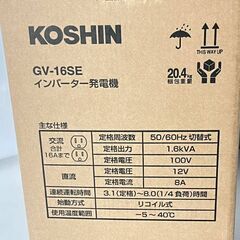 KOSHIN
GV-16SE
インバーター発電機
20.4kg
梱包重量
THIS WAY UP
主な仕様
交流 合計16Aまで 定格周波数 50/60Hz 切替式
定格出力 1.6kVA
定格電圧 100V
直流 定格電圧 12V
定格電流 8A
連続運転時間 3.1(定格)〜8.0(1/4 負荷)時間
始動方式 リコイル式
使用温度範囲 −5〜40℃